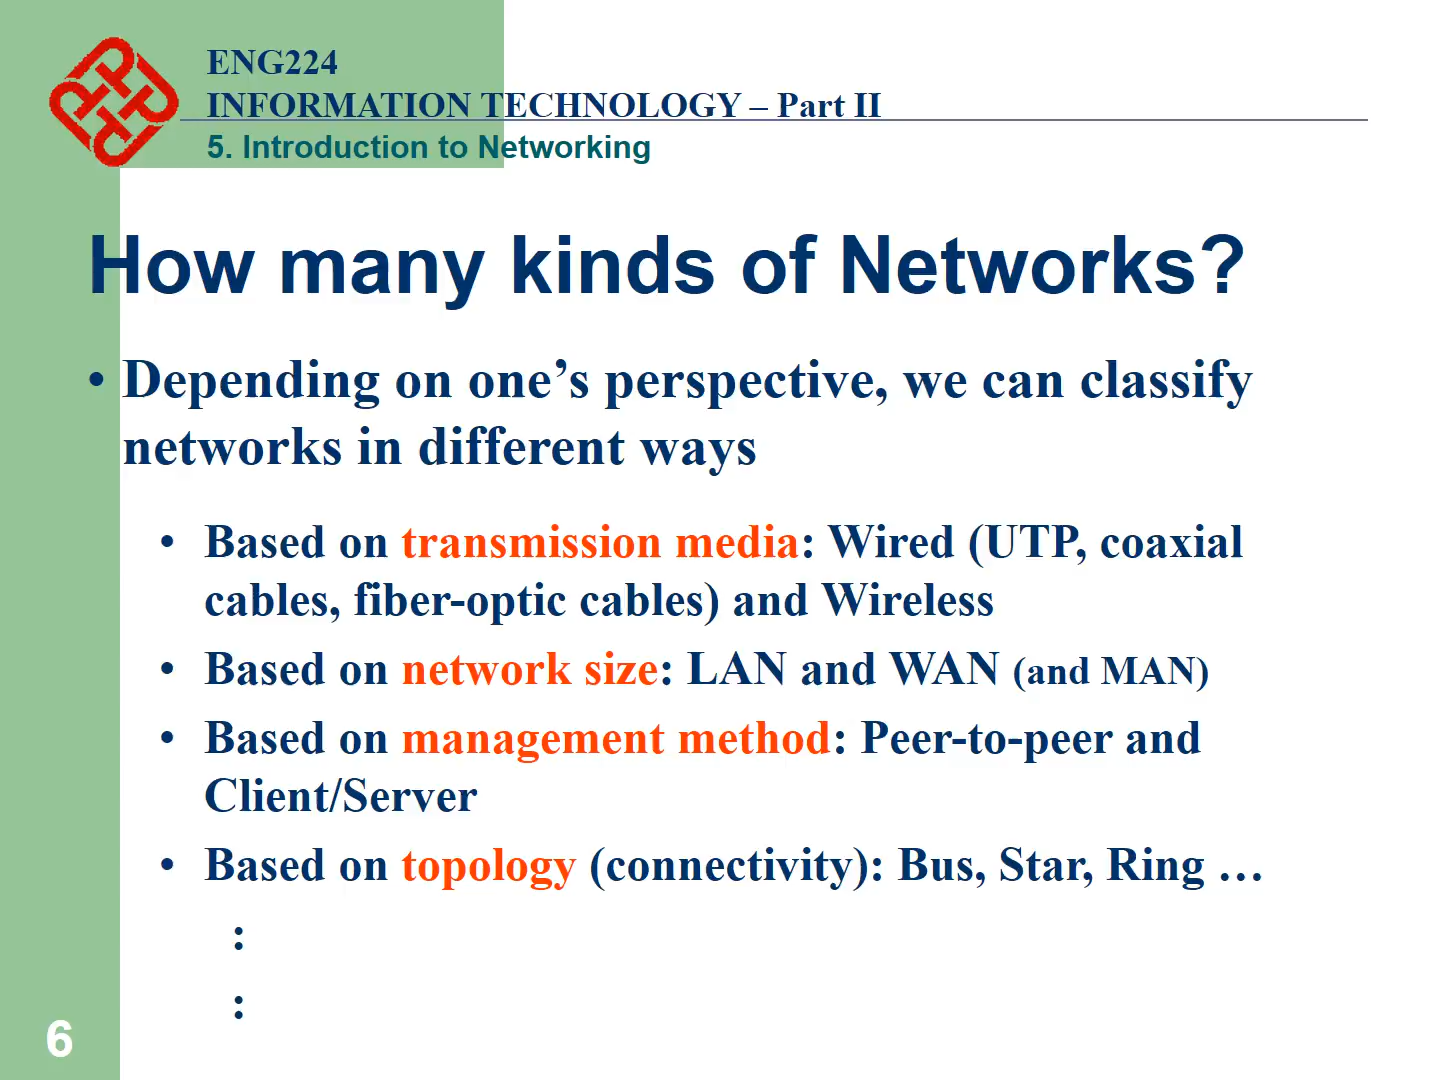 ENG224
INFORMATION TECHNOLOGY – Part II
5. Introduction to Networking
How many kinds of Networks?
• Depending on one’s perspective, we can classify
networks in different ways
• Based on transmission media: Wired (UTP, coaxial
cables, fiber-optic cables) and Wireless
• Based on network size: LAN and WAN (and MAN)
• Based on management method: Peer-to-peer and
Client/Server
• Based on topology (connectivity): Bus, Star, Ring …
:
:
6